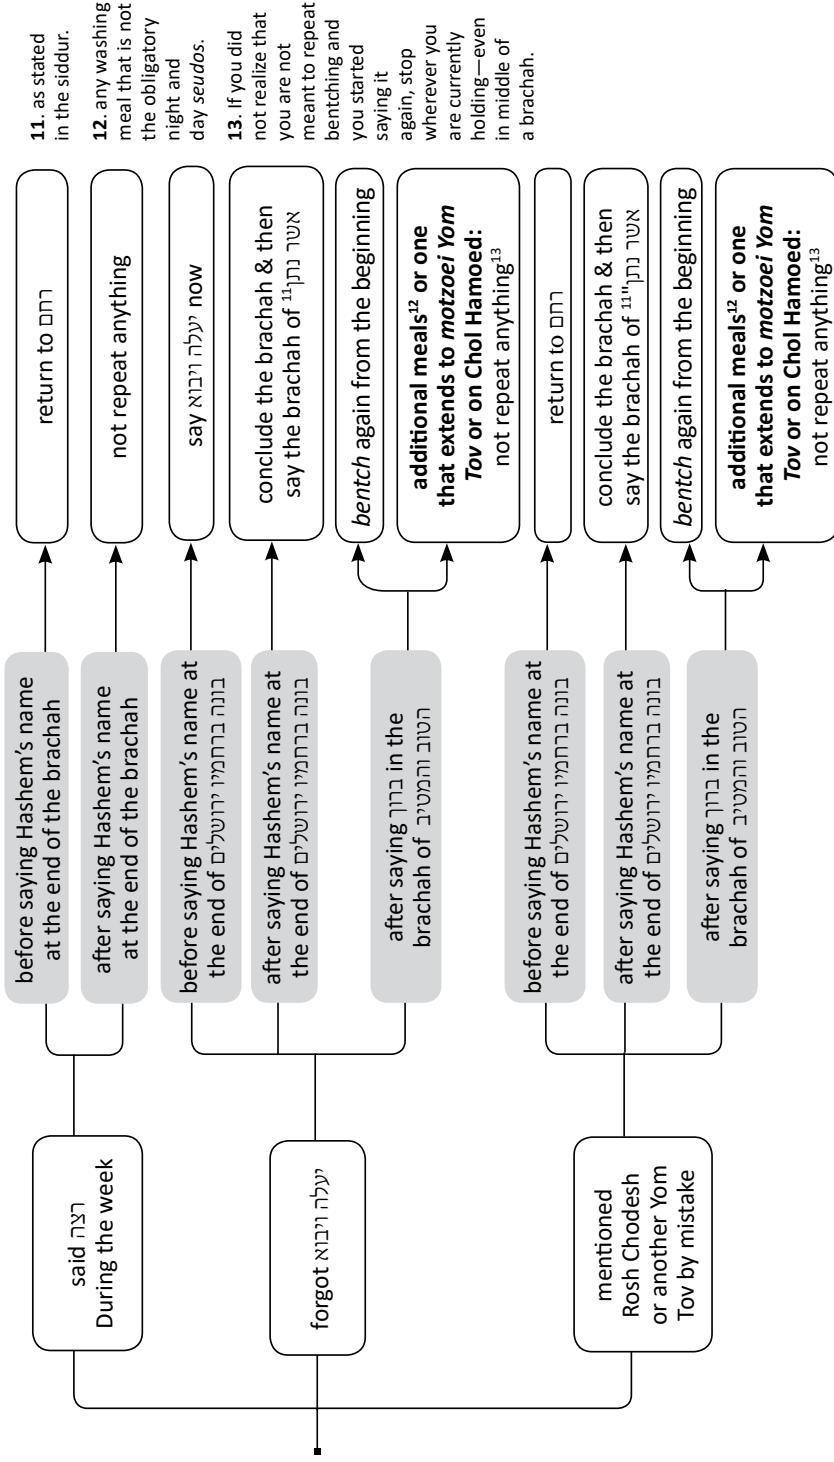 said רצה
During the week
before saying Hashem's name
at the end of the brachah
return to רחם
after saying Hashem's name
at the end of the brachah
not repeat anything
forgot יעלה ויבוא
before saying Hashem's name at
the end of בונה ברחמיו ירושלים
say יעלה ויבוא now
after saying Hashem's name at
the end of בונה ברחמיו ירושלים
conclude the brachah & then
say the brachah of אשר נתן11
after saying ברוך in the
brachah of הטוב והמטיב
bentch again from the beginning
additional meals12 or one
that extends to motzoei Yom
Tov or on Chol Hamoed:
not repeat anything13
mentioned
Rosh Chodesh
or another Yom
Tov by mistake
before saying Hashem's name at
the end of בונה ברחמיו ירושלים
return to רחם
after saying Hashem's name at
the end of בונה ברחמיו ירושלים
conclude the brachah & then
say the brachah of אשר נתן"11
after saying ברוך in the
brachah of הטוב והמטיב
bentch again from the beginning
additional meals12 or one
that extends to motzoei Yom
Tov or on Chol Hamoed:
not repeat anything13
11. as stated
in the siddur.
12. any washing
meal that is not
the obligatory
night and
day seudos.
13. If you did
not realize that
you are not
meant to repeat
bentching and
you started
saying it
again, stop
wherever you
are currently
holding—even
in middle of
a brachah.